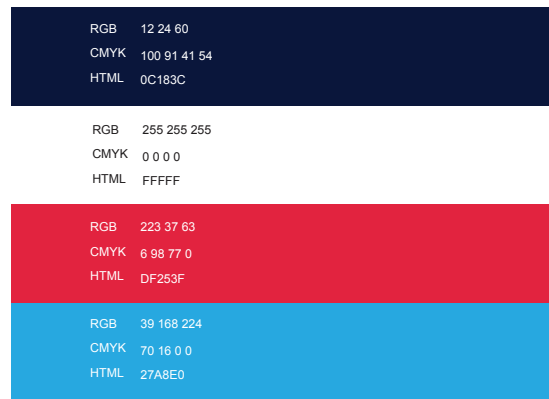 RGB 12 24 60
CMYK 100 91 41 54
HTML 0C183C
RGB 255 255 255
CMYK 0 0 0 0
HTML FFFFF
RGB 223 37 63
CMYK 6 98 77 0
HTML DF253F
RGB 39 168 224
CMYK 70 16 0 0
HTML 27A8E0